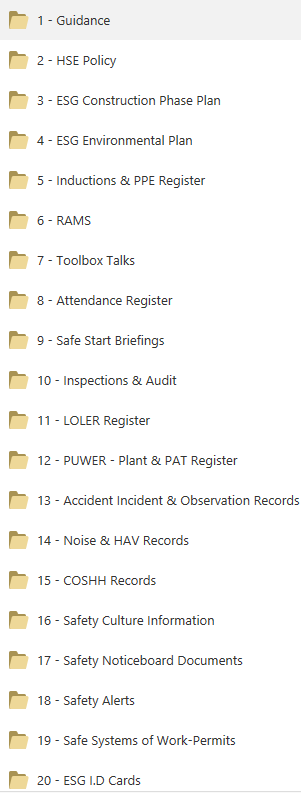 1 - Guidance
2 - HSE Policy
3 - ESG Construction Phase Plan
4 - ESG Environmental Plan
5 - Inductions & PPE Register
6 - RAMS
7 - Toolbox Talks
8 - Attendance Register
9 - Safe Start Briefings
10 - Inspections & Audit
11 - LOLER Register
12 - PUWER - Plant & PAT Register
13 - Accident Incident & Observation Records
14 - Noise & HAV Records
15 - COSHH Records
16 - Safety Culture Information
17 - Safety Noticeboard Documents
18 - Safety Alerts
19 - Safe Systems of Work-Permits
20 - ESG I.D Cards